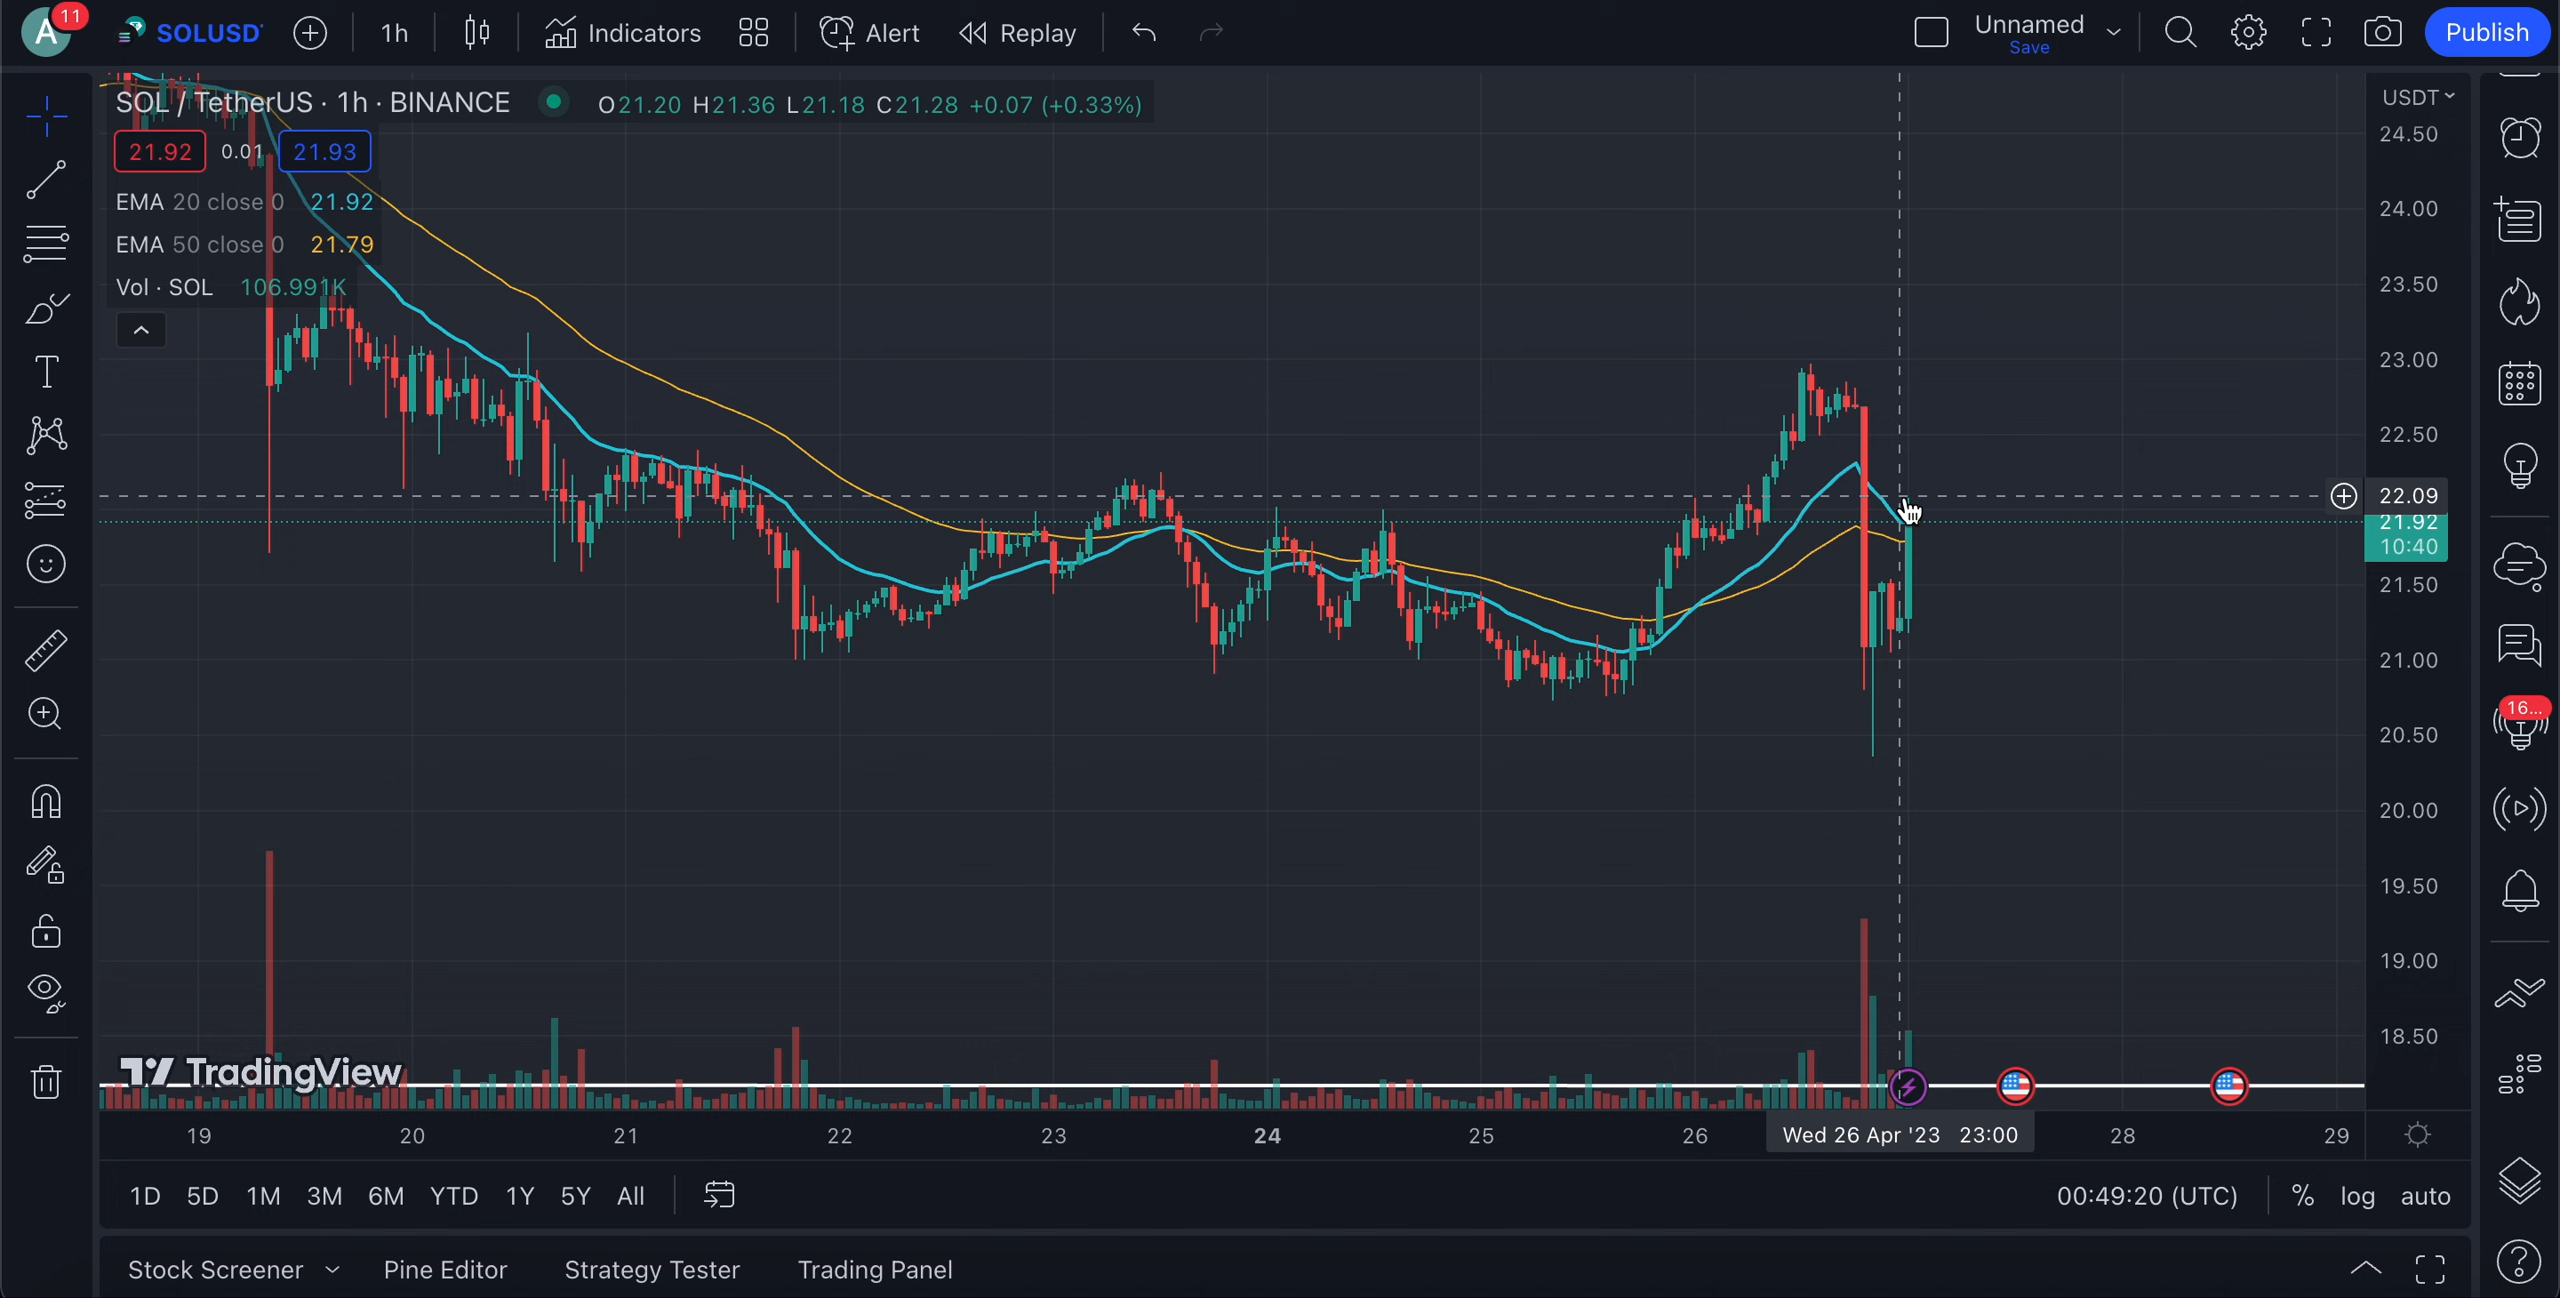 A 11 SOLUSD 1h Indicators Alert Replay Unnamed Save Publish
SOL / TetherUS · 1h · BINANCE O21.20 H21.36 L21.18 C21.28 +0.07 (+0.33%)
21.92 0.01 21.93
EMA 20 close 0 21.92
EMA 50 close 0 21.79
Vol · SOL 106.991K
T
USDT
24.50
24.00
23.50
23.00
22.50
22.09
21.92
10:40
21.50
21.00
20.50
20.00
19.50
19.00
18.50
16...
TradingView
19 20 21 22 23 24 25 26 Wed 26 Apr '23 23:00 28 29
1D 5D 1M 3M 6M YTD 1Y 5Y All 00:49:20 (UTC) % log auto
Stock Screener Pine Editor Strategy Tester Trading Panel